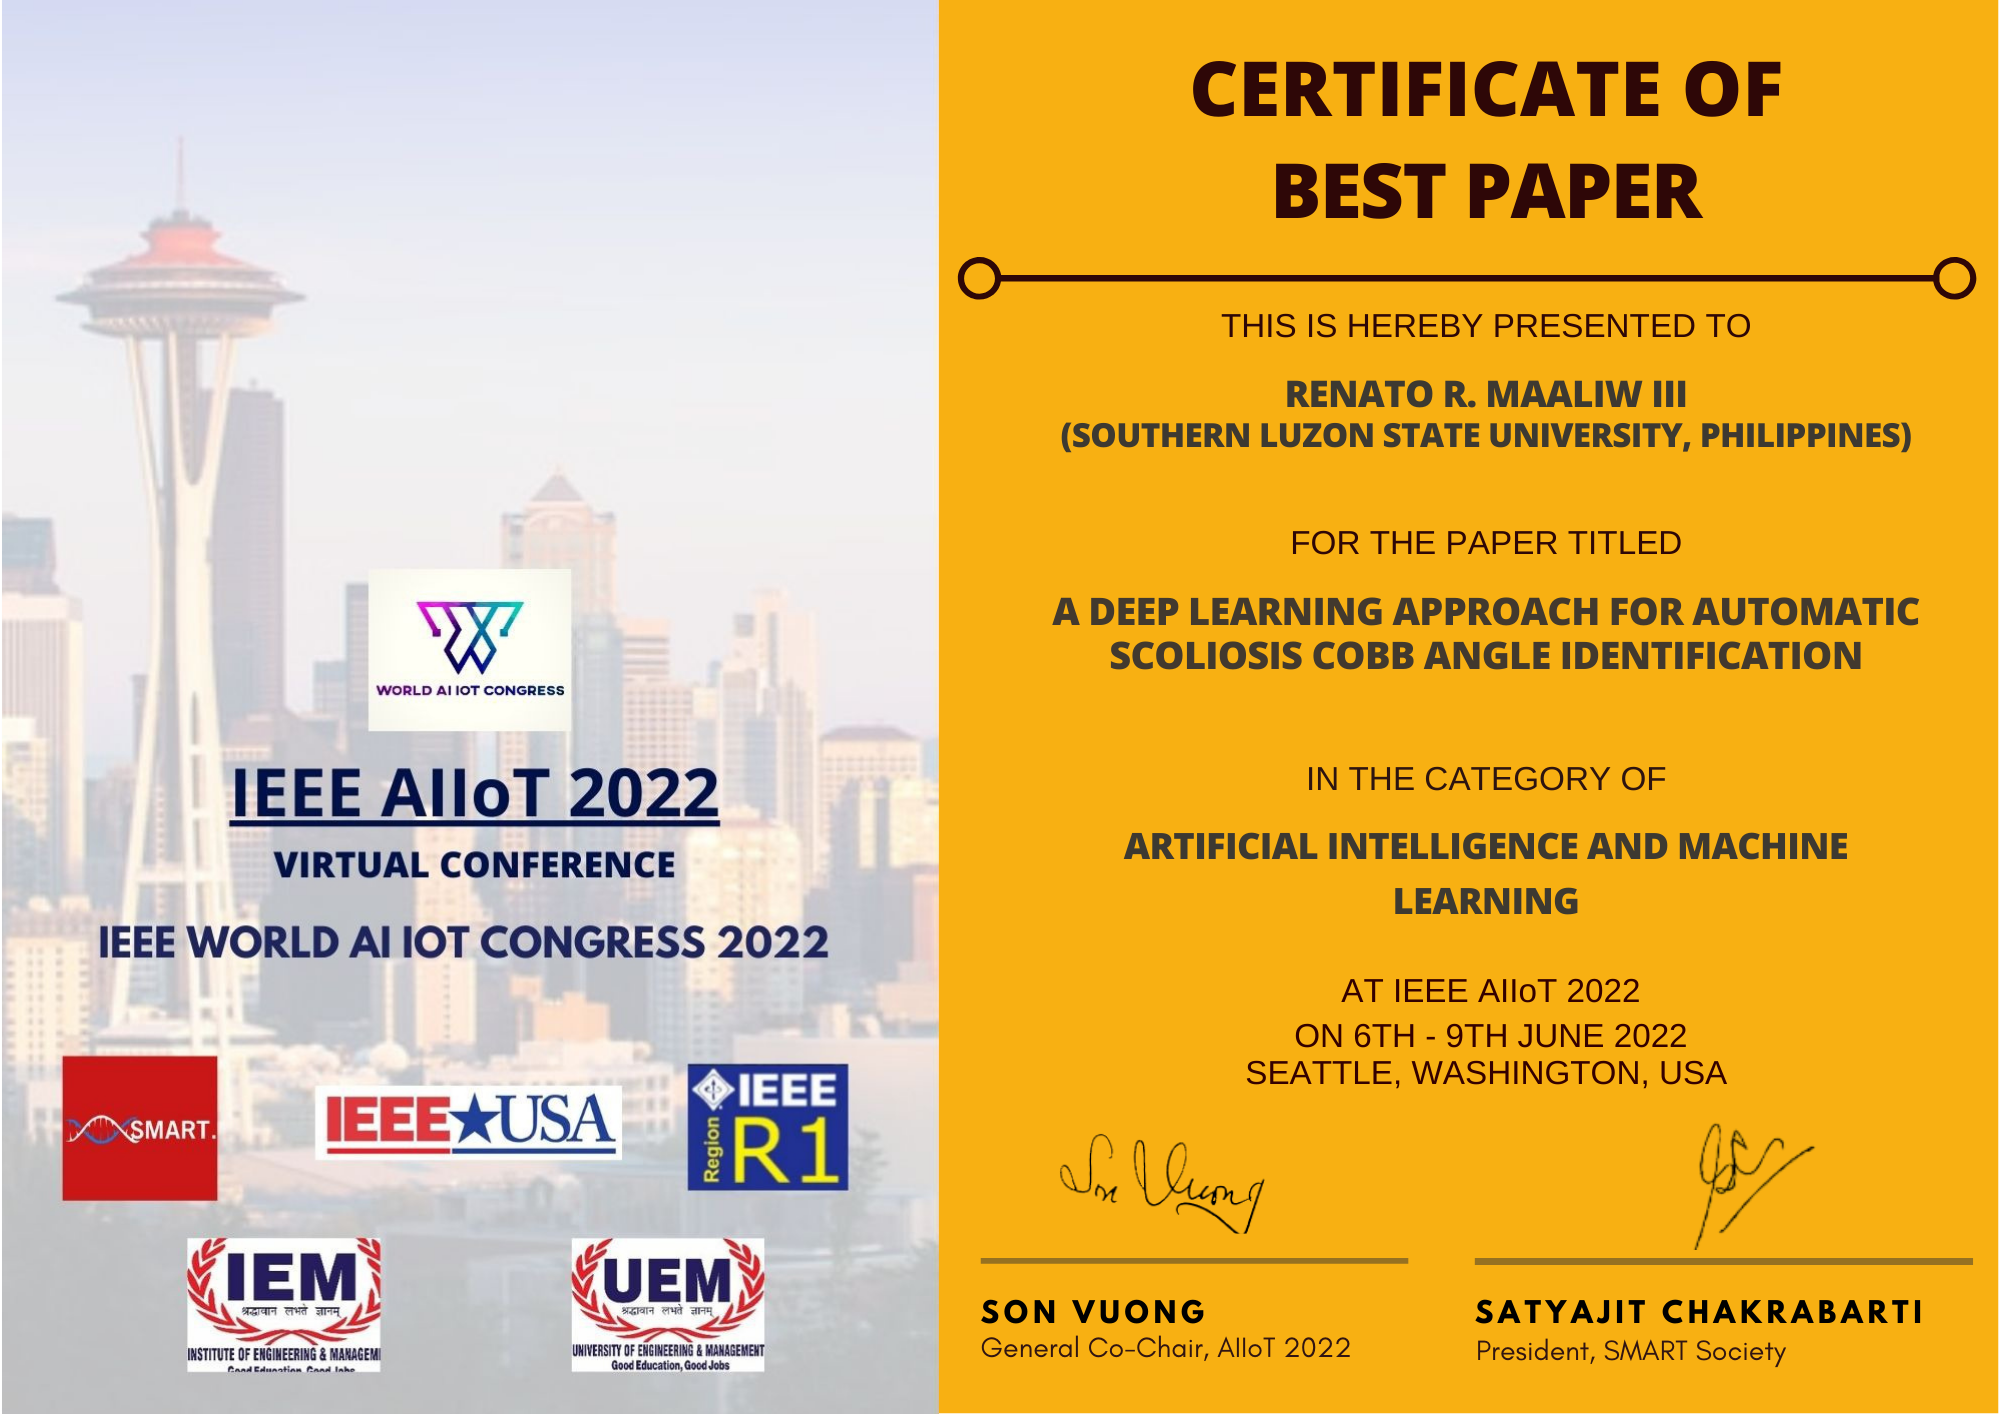 WORLD AI IOT CONGRESS
IEEE AIIoT 2022
VIRTUAL CONFERENCE
IEEE WORLD AI IOT CONGRESS 2022
SMART.
IEEE USA
IEEE
Region R1
IEM
श्रद्धावान लभते ज्ञानम्
INSTITUTE OF ENGINEERING & MANAGEM
Good Education, Good Jobs
UEM
श्रद्धावान लभते ज्ञानम्
UNIVERSITY OF ENGINEERING & MANAGEMENT
Good Education, Good Jobs
CERTIFICATE OF
BEST PAPER
THIS IS HEREBY PRESENTED TO
RENATO R. MAALIW III
(SOUTHERN LUZON STATE UNIVERSITY, PHILIPPINES)
FOR THE PAPER TITLED
A DEEP LEARNING APPROACH FOR AUTOMATIC
SCOLIOSIS COBB ANGLE IDENTIFICATION
IN THE CATEGORY OF
ARTIFICIAL INTELLIGENCE AND MACHINE
LEARNING
AT IEEE AIIoT 2022
ON 6TH - 9TH JUNE 2022
SEATTLE, WASHINGTON, USA
Son Vuong
SON VUONG
General Co-Chair, AIIoT 2022
SATYAJIT CHAKRABARTI
President, SMART Society